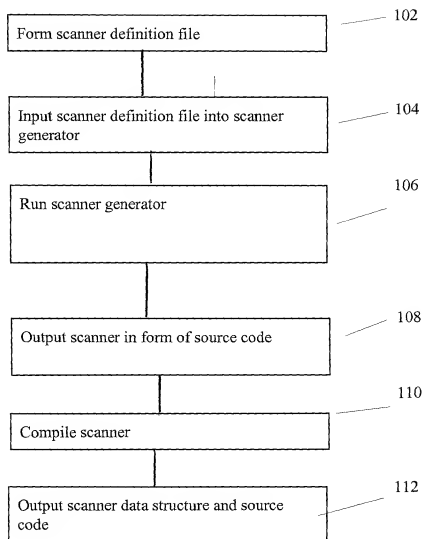 Form scanner definition file
102
Input scanner definition file into scanner
generator
104
Run scanner generator
106
Output scanner in form of source code
108
Compile scanner
110
Output scanner data structure and source
code
112